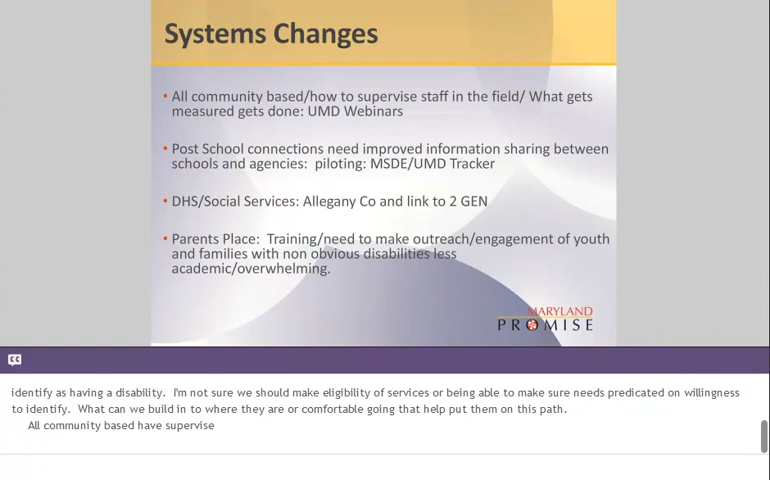 Systems Changes
• All community based/how to supervise staff in the field/ What gets
measured gets done: UMD Webinars
• Post School connections need improved information sharing between
schools and agencies: piloting: MSDE/UMD Tracker
• DHS/Social Services: Allegany Co and link to 2 GEN
• Parents Place: Training/need to make outreach/engagement of youth
and families with non obvious disabilities less
academic/overwhelming.
MARYLAND
PROMISE
CC
identify as having a disability. I'm not sure we should make eligibility of services or being able to make sure needs predicated on willingness
to identify. What can we build in to where they are or comfortable going that help put them on this path.
All community based have supervise